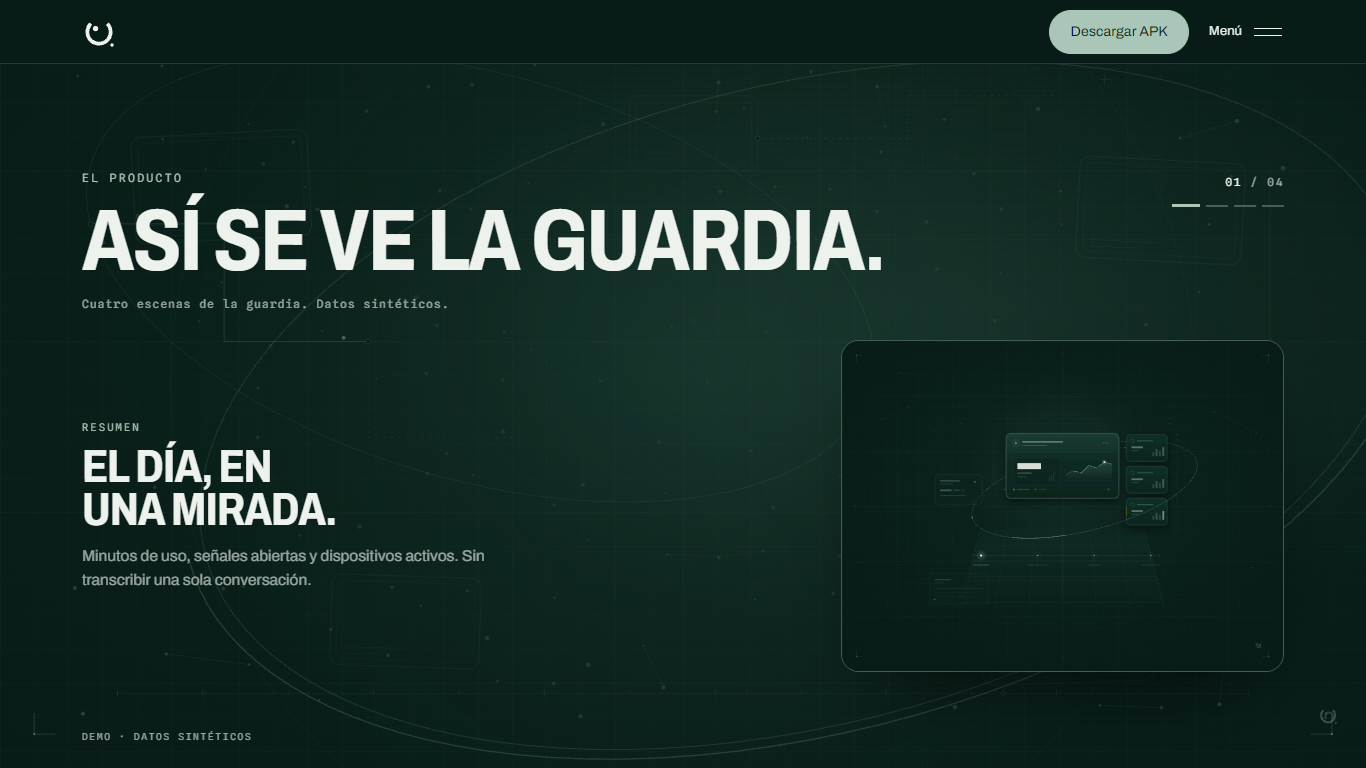 Descargar APK
Menú
EL PRODUCTO
01 / 04
ASÍ SE VE LA GUARDIA.
Cuatro escenas de la guardia. Datos sintéticos.
RESUMEN
EL DÍA, EN
UNA MIRADA.
Minutos de uso, señales abiertas y dispositivos activos. Sin
transcribir una sola conversación.
DEMO · DATOS SINTÉTICOS